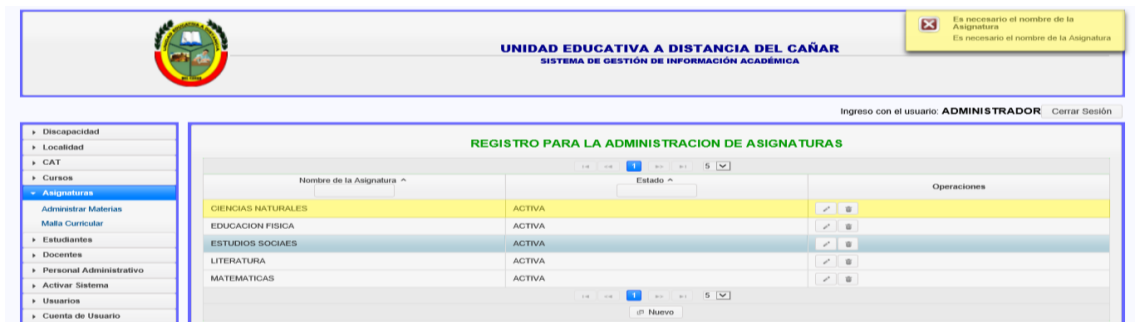 Es necesario el nombre de la
Asignatura
Es necesario el nombre de la Asignatura
UNIDAD EDUCATIVA A DISTANCIA DEL CAÑAR
SISTEMA DE GESTIÓN DE INFORMACIÓN ACADÉMICA
Ingreso con el usuario: ADMINISTRADOR Cerrar Sesión
Discapacidad
Localidad
CAT
Cursos
Asignaturas
Administrar Materias
Malla Curricular
Estudiantes
Docentes
Personal Administrativo
Activar Sistema
Usuarios
Cuenta de Usuario
REGISTRO PARA LA ADMINISTRACION DE ASIGNATURAS
1 5
Nombre de la Asignatura Estado Operaciones
CIENCIAS NATURALES ACTIVA
EDUCACION FISICA ACTIVA
ESTUDIOS SOCIAES ACTIVA
LITERATURA ACTIVA
MATEMATICAS ACTIVA
1 5
Nuevo